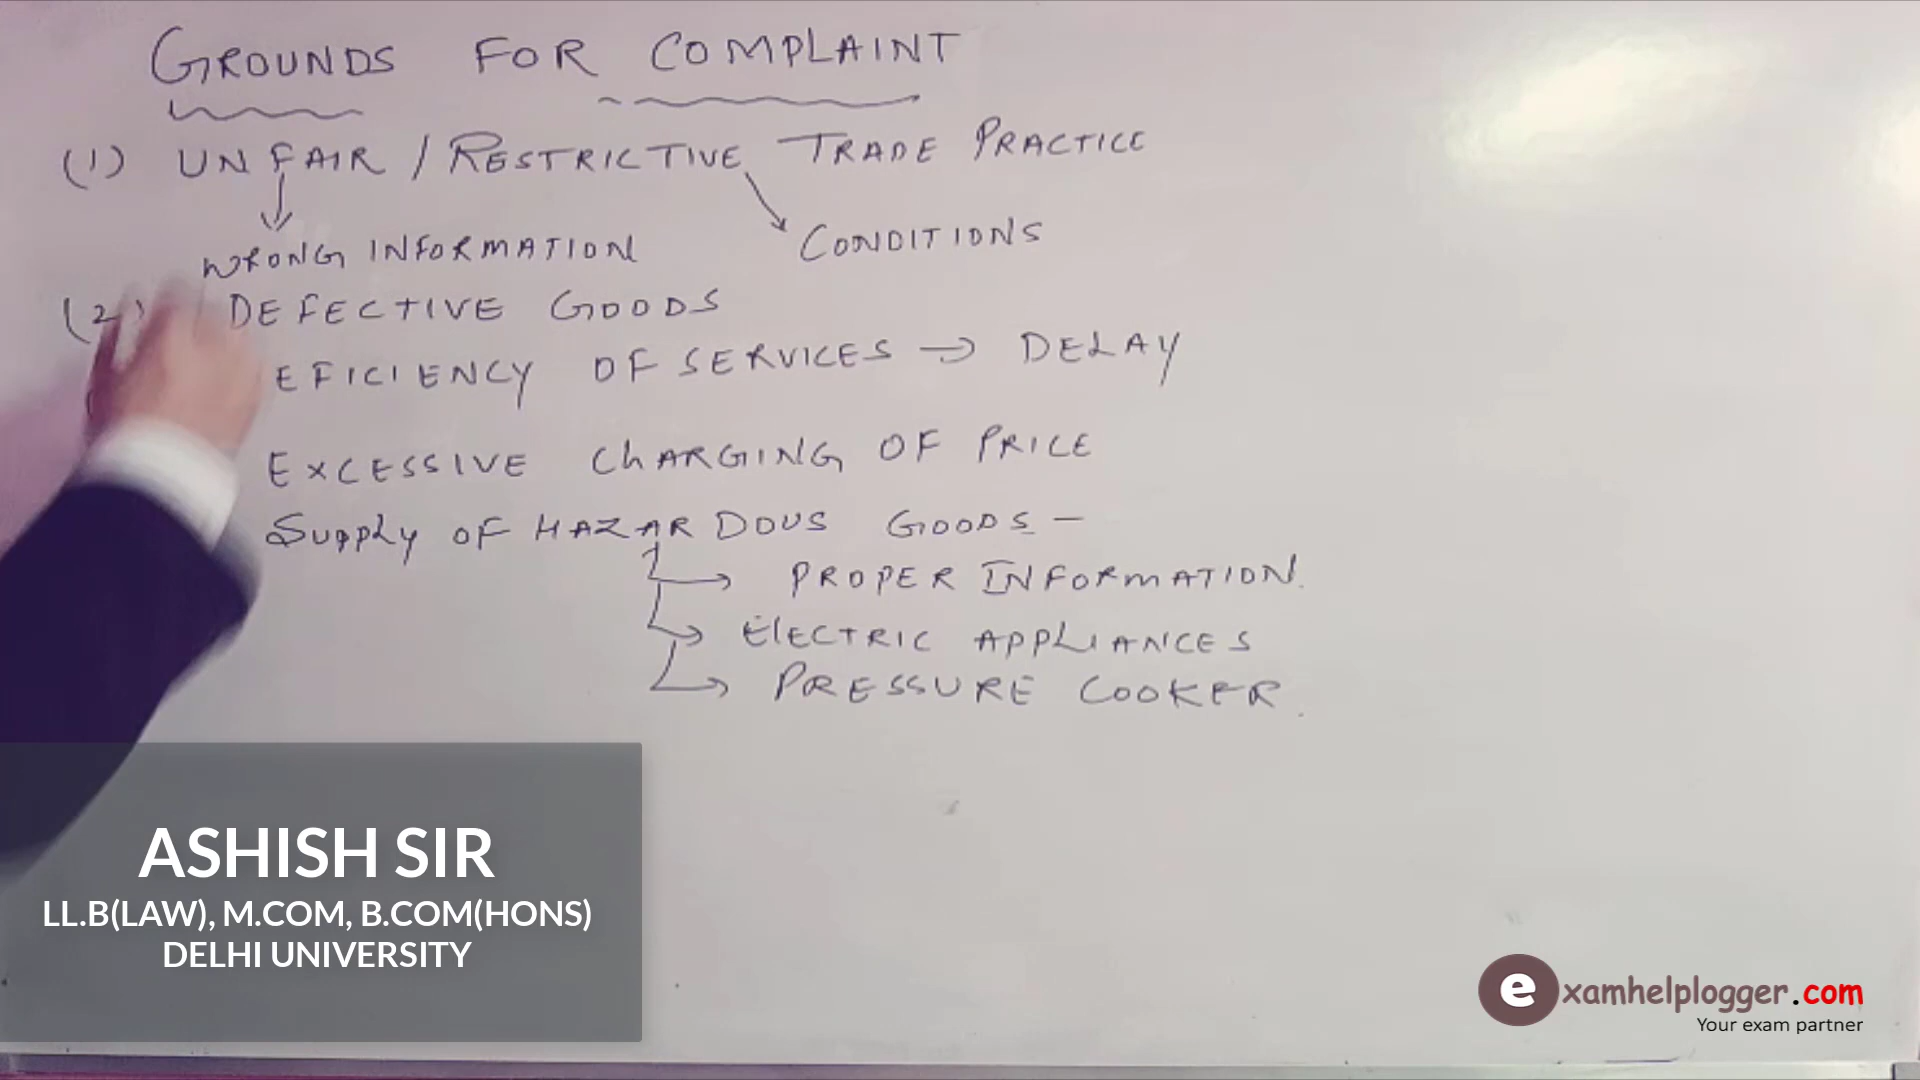 GROUNDS FOR COMPLAINT
(1) UNFAIR / RESTRICTIVE TRADE PRACTICE
WRONG INFORMATION
CONDITIONS
(2) DEFECTIVE GOODS
EFICIENCY OF SERVICES → DELAY
EXCESSIVE ChARGING OF PRICE
Supply OF HAZARDOUS GOODS —
→ PROPER INFORMATION.
→ ElECTRIC APPLIANCES
→ PRESSURE COOKER.
ASHISH SIR
LL.B(LAW), M.COM, B.COM(HONS)
DELHI UNIVERSITY
examhelplogger.com
Your exam partner